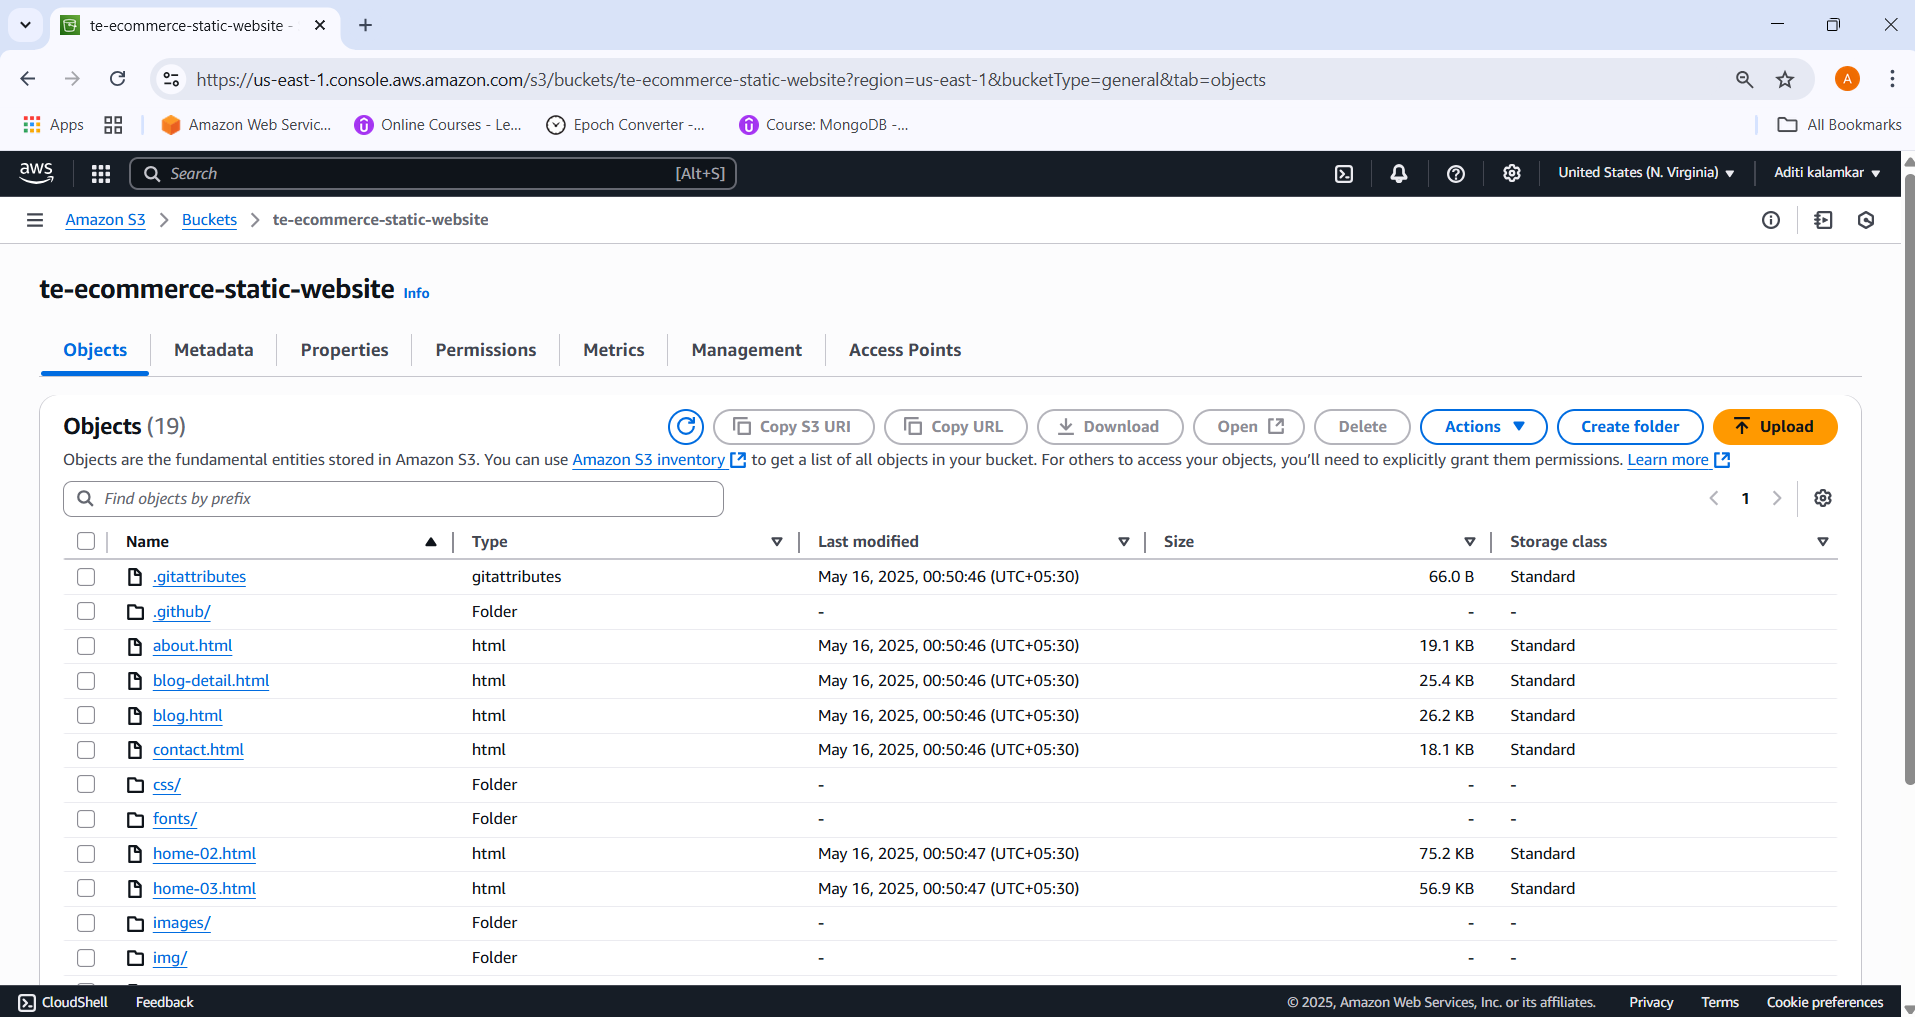 te-ecommerce-static-website -
https://us-east-1.console.aws.amazon.com/s3/buckets/te-ecommerce-static-website?region=us-east-1&bucketType=general&tab=objects
A
Apps Amazon Web Servic... Online Courses - Le... Epoch Converter -... Course: MongoDB -... All Bookmarks
aws Search [Alt+S] United States (N. Virginia) Aditi kalamkar
Amazon S3 Buckets te-ecommerce-static-website
te-ecommerce-static-website Info
Objects Metadata Properties Permissions Metrics Management Access Points
Objects (19) Copy S3 URI Copy URL Download Open Delete Actions Create folder Upload
Objects are the fundamental entities stored in Amazon S3. You can use Amazon S3 inventory to get a list of all objects in your bucket. For others to access your objects, you’ll need to explicitly grant them permissions. Learn more
Find objects by prefix 1
Name Type Last modified Size Storage class
.gitattributes gitattributes May 16, 2025, 00:50:46 (UTC+05:30) 66.0 B Standard
.github/ Folder - - -
about.html html May 16, 2025, 00:50:46 (UTC+05:30) 19.1 KB Standard
blog-detail.html html May 16, 2025, 00:50:46 (UTC+05:30) 25.4 KB Standard
blog.html html May 16, 2025, 00:50:46 (UTC+05:30) 26.2 KB Standard
contact.html html May 16, 2025, 00:50:46 (UTC+05:30) 18.1 KB Standard
css/ Folder - - -
fonts/ Folder - - -
home-02.html html May 16, 2025, 00:50:47 (UTC+05:30) 75.2 KB Standard
home-03.html html May 16, 2025, 00:50:47 (UTC+05:30) 56.9 KB Standard
images/ Folder - - -
img/ Folder - - -
CloudShell Feedback © 2025, Amazon Web Services, Inc. or its affiliates. Privacy Terms Cookie preferences